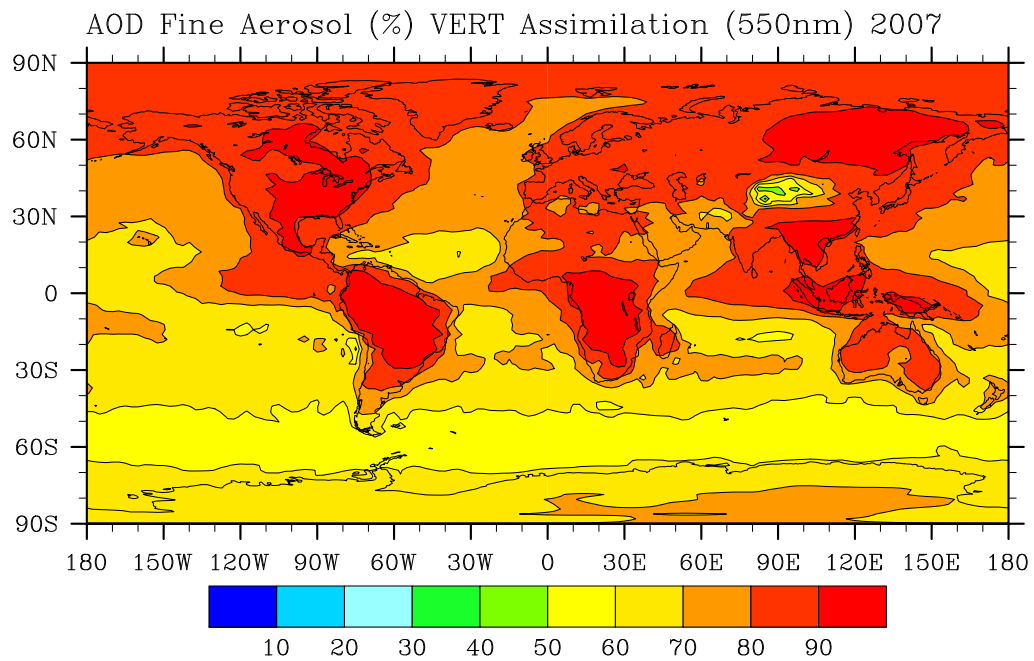 AOD Fine Aerosol (%) VERT Assimilation (550nm) 2007
90N
60N
30N
0
30S
60S
90S
180 150W 120W 90W 60W 30W 0 30E 60E 90E 120E 150E 180
10 20 30 40 50 60 70 80 90